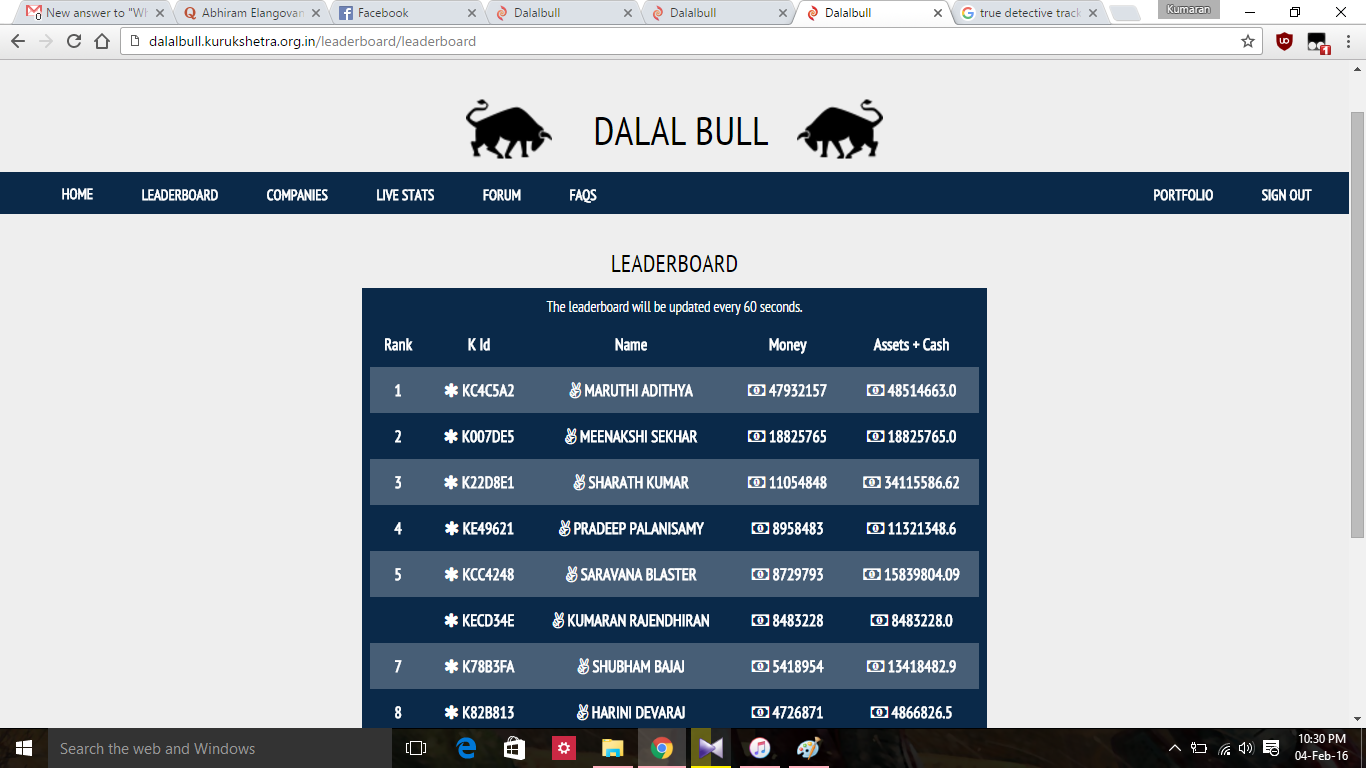 Kumaran
New answer to "Wh
Abhiram Elangovan
Facebook
Dalalbull
Dalalbull
Dalalbull
true detective track
dalalbull.kurukshetra.org.in/leaderboard/leaderboard
DALAL BULL
HOME LEADERBOARD COMPANIES LIVE STATS FORUM FAQS PORTFOLIO SIGN OUT
LEADERBOARD
The leaderboard will be updated every 60 seconds.
Rank K Id Name Money Assets + Cash
1 KC4C5A2 MARUTHI ADITHYA 47932157 48514663.0
2 K007DE5 MEENAKSHI SEKHAR 18825765 18825765.0
3 K22D8E1 SHARATH KUMAR 11054848 34115586.62
4 KE49621 PRADEEP PALANISAMY 8958483 11321348.6
5 KCC4248 SARAVANA BLASTER 8729793 15839804.09
KECD34E KUMARAN RAJENDHIRAN 8483228 8483228.0
7 K78B3FA SHUBHAM BAJAJ 5418954 13418482.9
8 K82B813 HARINI DEVARAJ 4726871 4866826.5
Search the web and Windows
10:30 PM
04-Feb-16